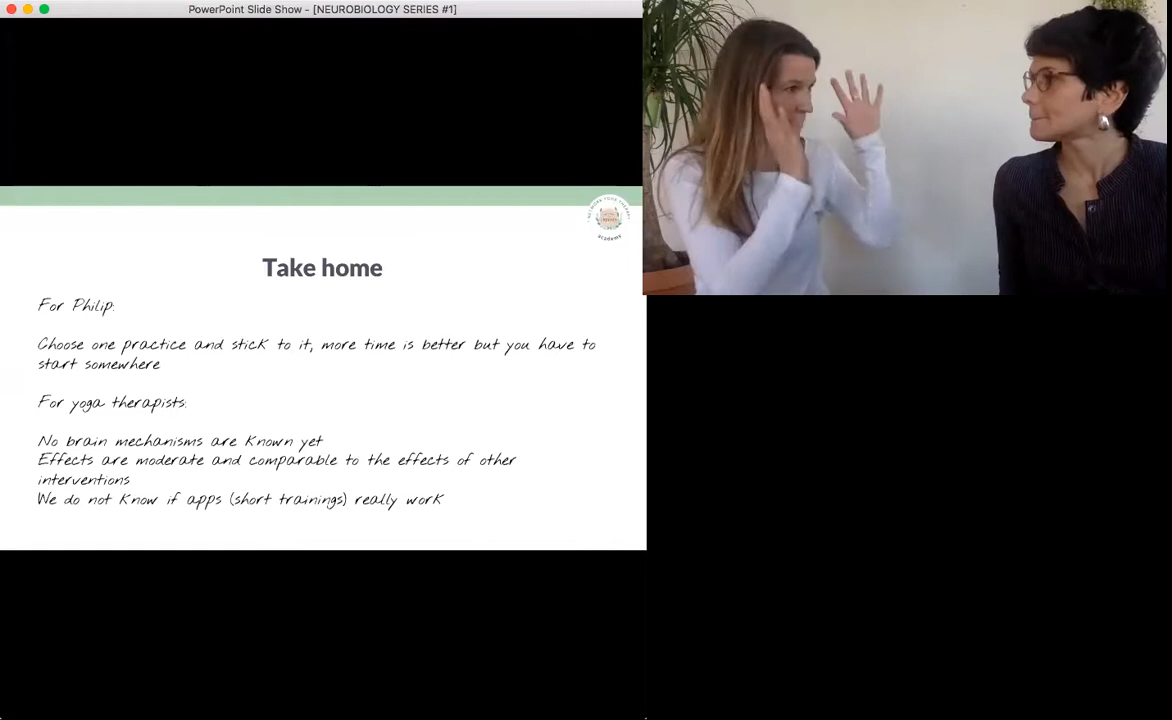 PowerPoint Slide Show - [NEUROBIOLOGY SERIES #1]
Take home
For Philip:
Choose one practice and stick to it, more time is better but you have to
start somewhere
For yoga therapists:
No brain mechanisms are known yet
Effects are moderate and comparable to the effects of other
interventions
We do not know if apps (short trainings) really work
academy